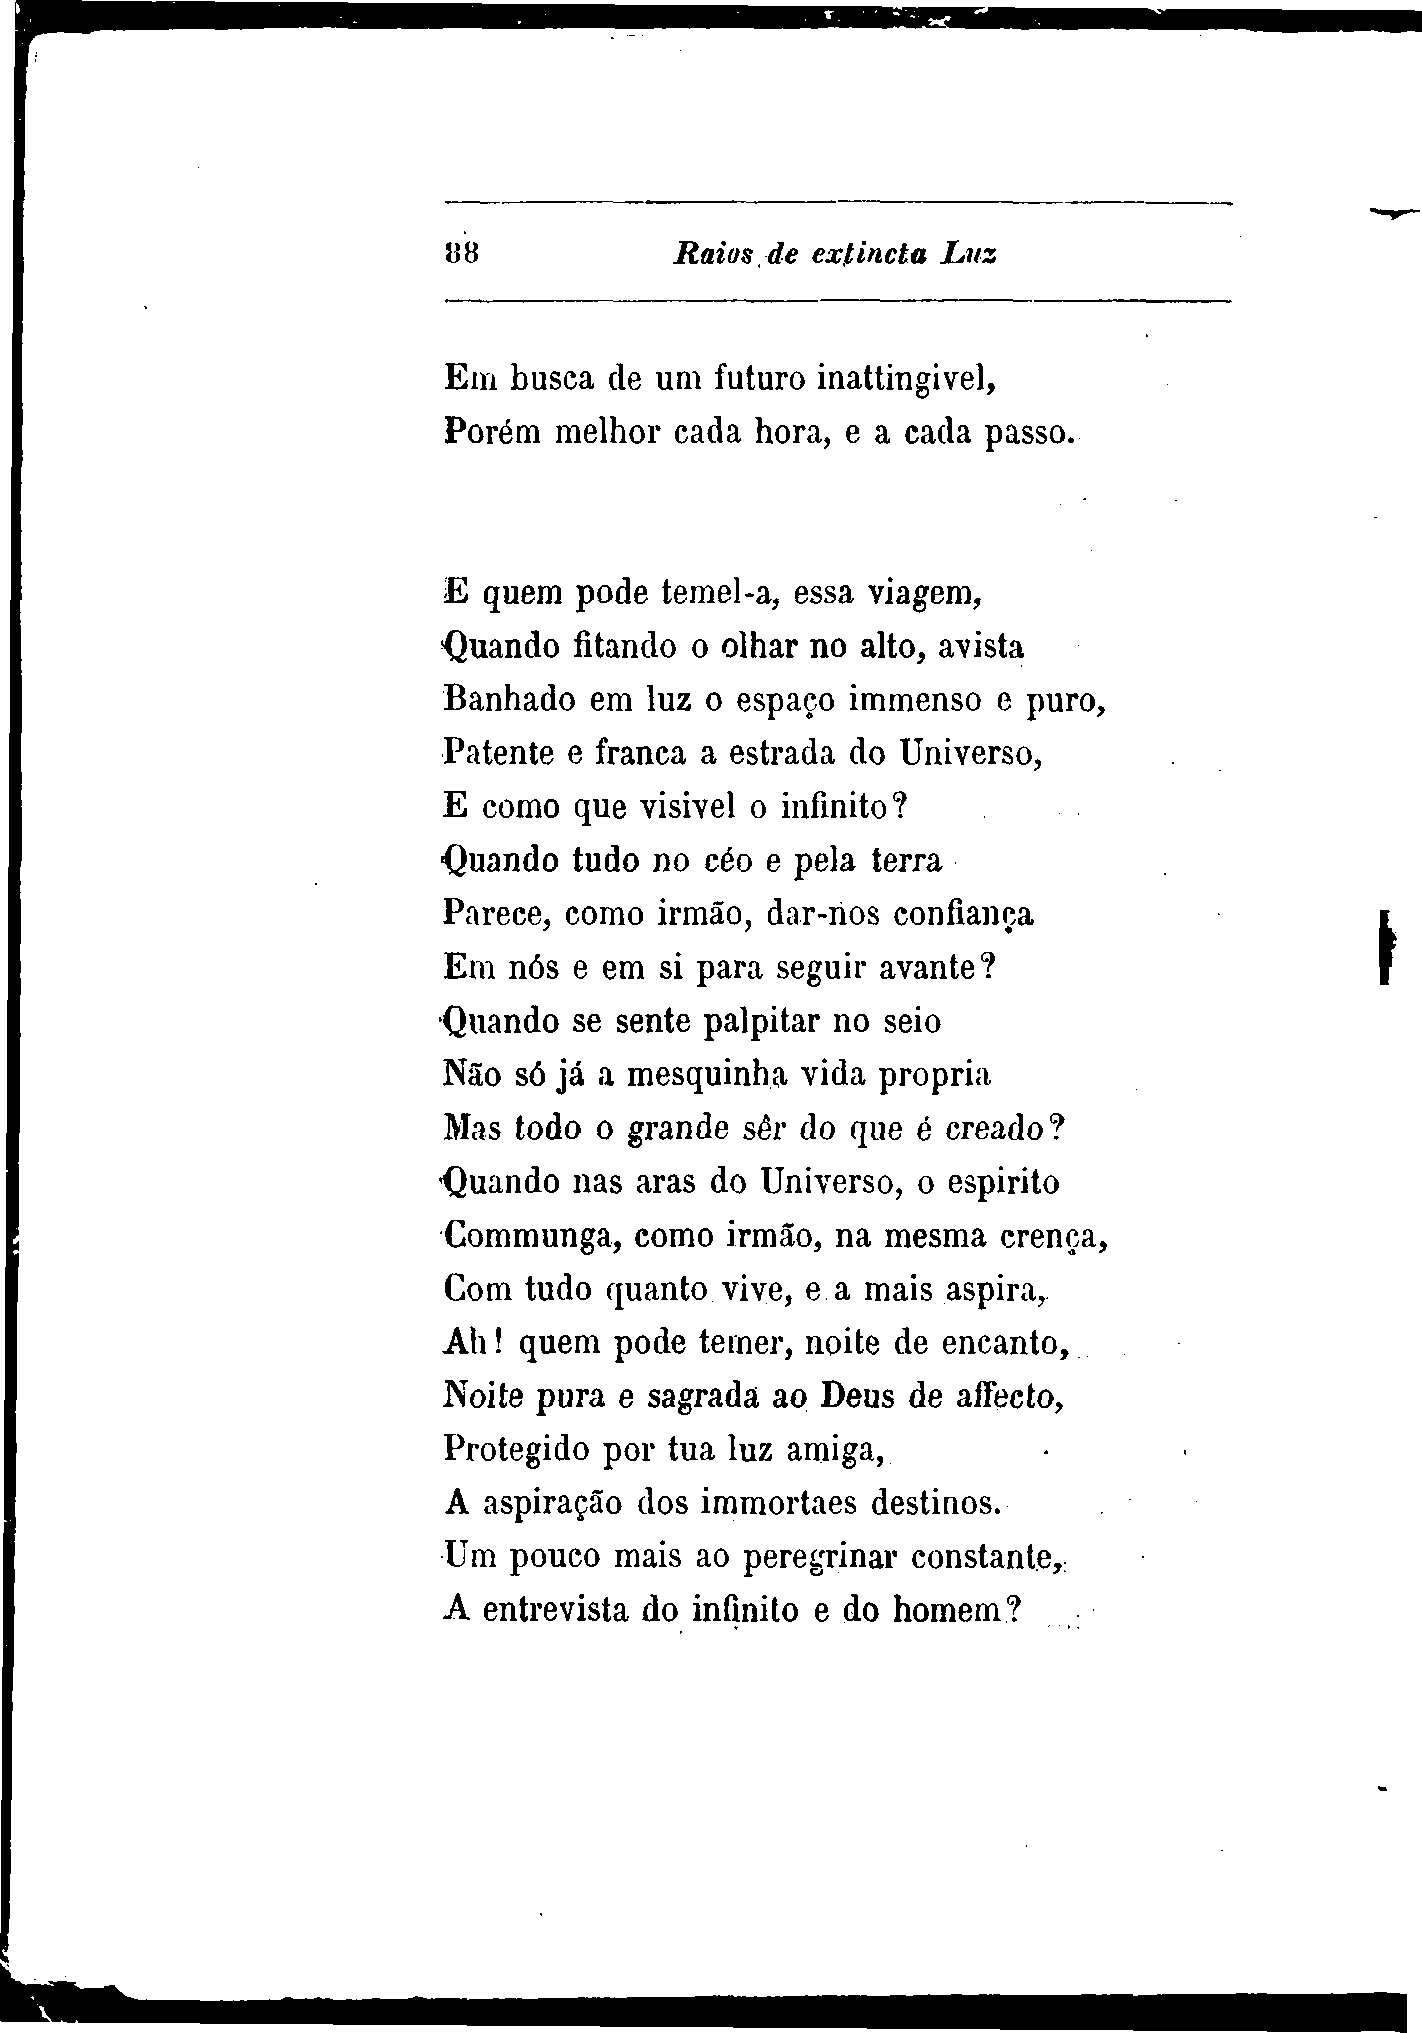 88 Raios de extincta Luz
Em busca de um futuro inattingivel,
Porém melhor cada hora, e a cada passo.
E quem pode temel-a, essa viagem,
Quando fitando o olhar no alto, avista
Banhado em luz o espaço immenso e puro,
Patente e franca a estrada do Universo,
E como que visivel o infinito?
Quando tudo no céo e pela terra
Parece, como irmão, dar-nos confiança
Em nós e em si para seguir avante?
Quando se sente palpitar no seio
Não só já a mesquinha vida propria
Mas todo o grande sêr do que é creado?
Quando nas aras do Universo, o espirito
Communga, como irmão, na mesma crença,
Com tudo quanto vive, e a mais aspira,
Ah! quem pode temer, noite de encanto,
Noite pura e sagrada ao Deus de affecto,
Protegido por tua luz amiga,
A aspiração dos immortaes destinos.
Um pouco mais ao peregrinar constante,
A entrevista do infinito e do homem?